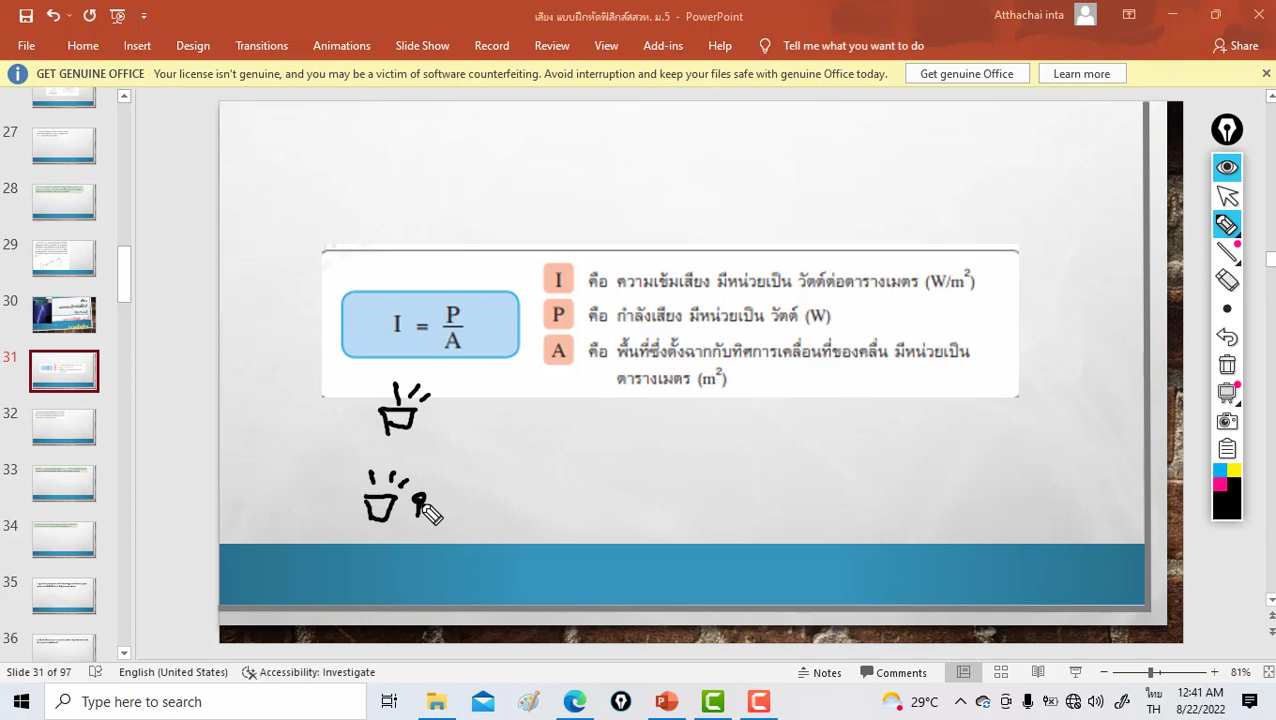 เสียง แบบฝึกหัดฟิสิกส์สสวท. ม.5 - PowerPoint
Atthachai inta
File Home Insert Design Transitions Animations Slide Show Record Review View Add-ins Help Tell me what you want to do Share
GET GENUINE OFFICE Your license isn't genuine, and you may be a victim of software counterfeiting. Avoid interruption and keep your files safe with genuine Office today. Get genuine Office Learn more
27
28
29
30
31
32
33
34
35
36
I = P/A
I คือ ความเข้มเสียง มีหน่วยเป็น วัตต์ต่อตารางเมตร (W/m²)
P คือ กำลังเสียง มีหน่วยเป็น วัตต์ (W)
A คือ พื้นที่ซึ่งตั้งฉากกับทิศการเคลื่อนที่ของคลื่น มีหน่วยเป็น
ตารางเมตร (m²)
Slide 31 of 97 English (United States) Accessibility: Investigate Notes Comments 81%
Type here to search 29°C ไทย 12:41 AM
TH 8/22/2022